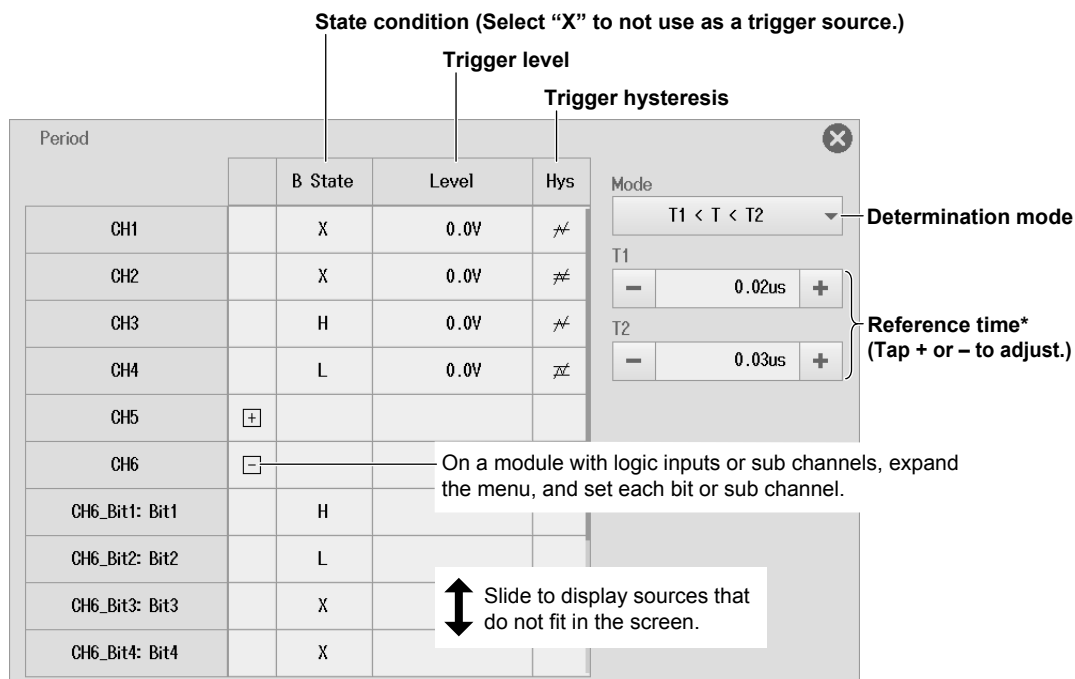 State condition (Select “X” to not use as a trigger source.)
Trigger level
Trigger hysteresis
Period
B State Level Hys
Mode
T1 < T < T2
Determination mode
CH1 X 0.0V
T1
CH2 X 0.0V
− 0.02us +
CH3 H 0.0V
T2
Reference time*
(Tap + or – to adjust.)
CH4 L 0.0V
− 0.03us +
CH5 +
CH6 −
On a module with logic inputs or sub channels, expand
the menu, and set each bit or sub channel.
CH6_Bit1: Bit1 H
CH6_Bit2: Bit2 L
CH6_Bit3: Bit3 X
Slide to display sources that
do not fit in the screen.
CH6_Bit4: Bit4 X